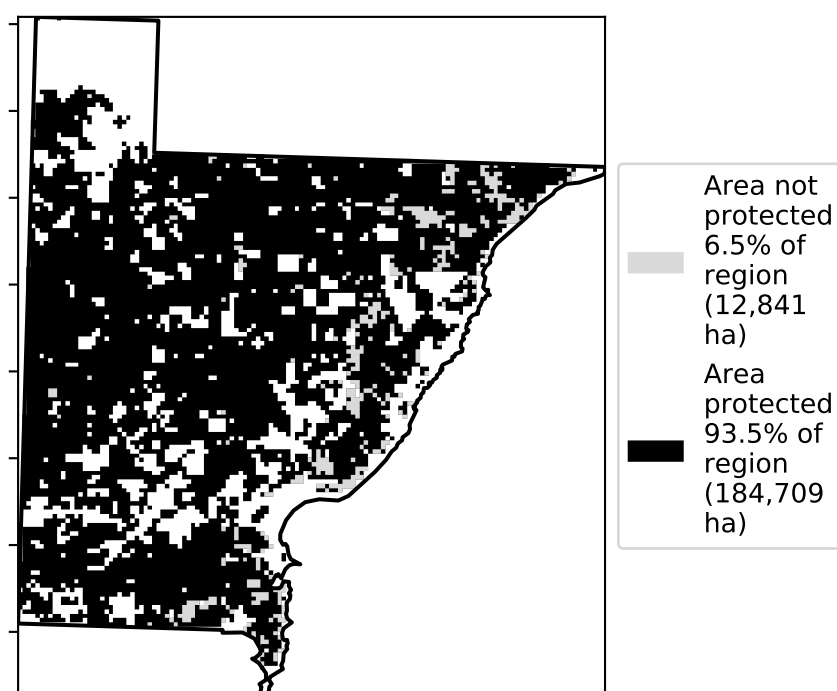 Area not
protected
6.5% of
region
(12,841
ha)
Area
protected
93.5% of
region
(184,709
ha)